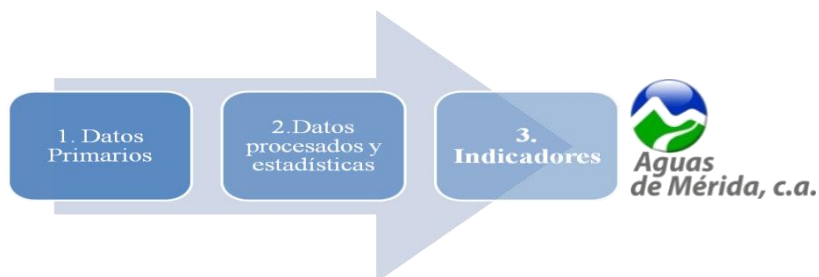 1. Datos
Primarios
2.Datos
procesados y
estadísticas
3.
Indicadores
Aguas
de Mérida, c.a.